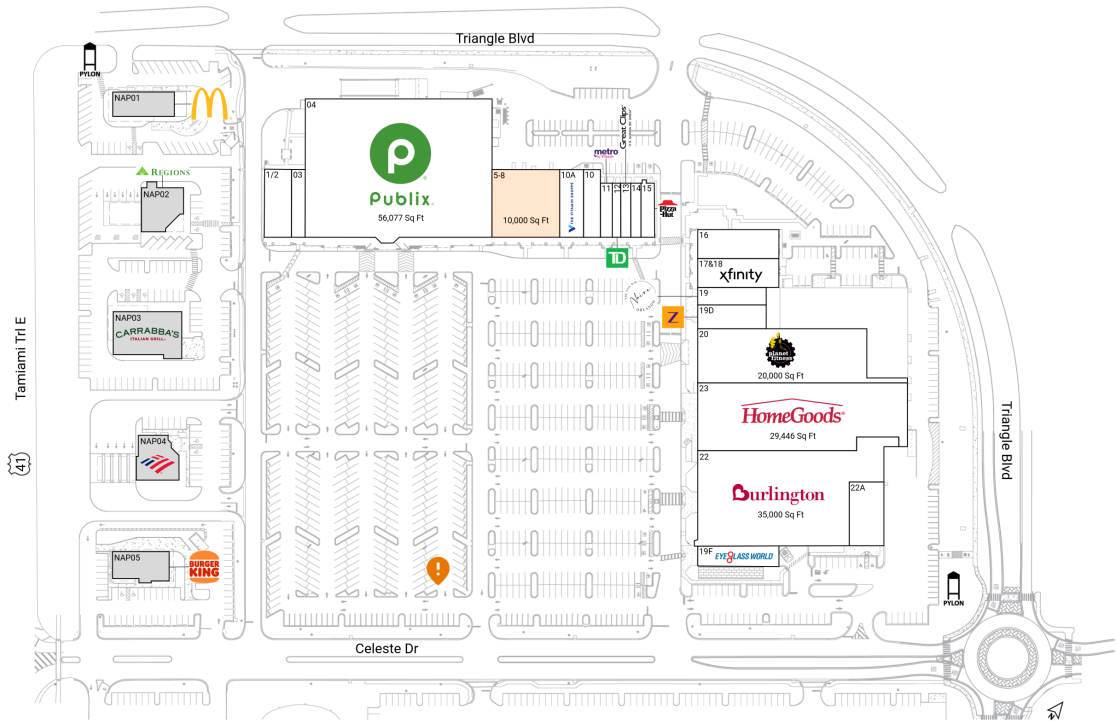 Triangle Blvd
PYLON
NAP01
04
Great Clips
metro
REGIONS
NAP02
1/2
03
Publix
56,077 Sq Ft
5-8
10,000 Sq Ft
10A
THE VITAMIN SHOPPE
10
11
12
13
14
15
Pizza
Hut
TD
16
17&18
xfinity
19
19D
Z
NAP03
CARRABBA'S
ITALIAN GRILL
20
planet
fitness
20,000 Sq Ft
23
HomeGoods
29,446 Sq Ft
Tamiami Trl E
41
Triangle Blvd
NAP04
22
Burlington
35,000 Sq Ft
22A
19F
EYEGLASS WORLD
NAP05
BURGER
KING
!
PYLON
Celeste Dr
N